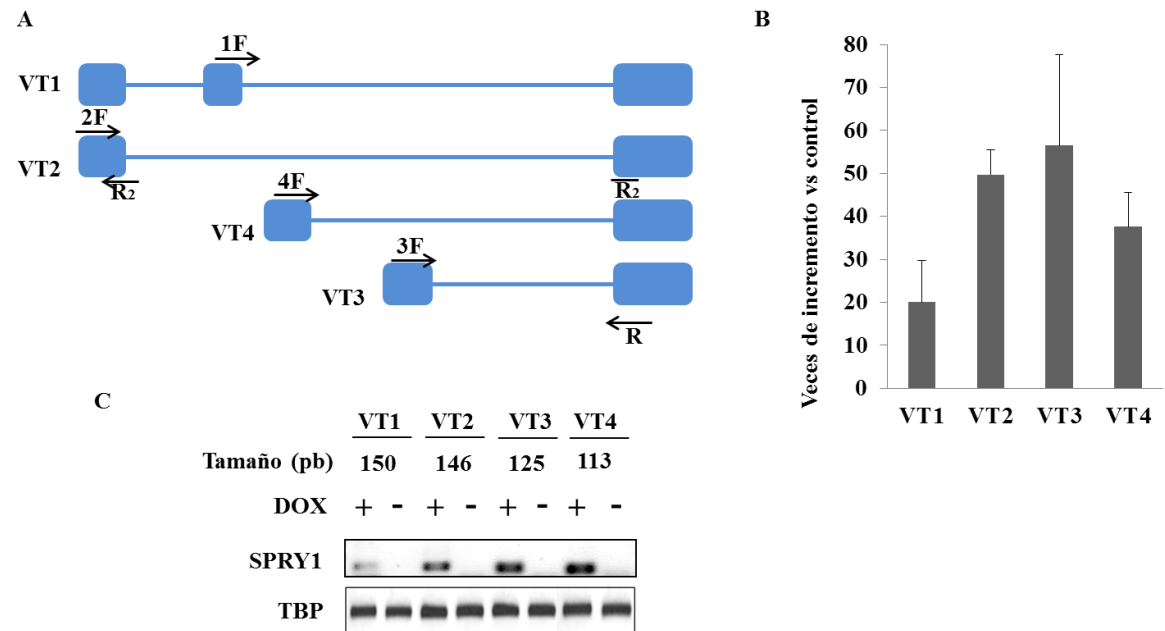 A
1F
VT1
2F
VT2
R2
R2
4F
VT4
3F
VT3
R
B
Veces de incremento vs control
80
70
60
50
40
30
20
10
0
VT1 VT2 VT3 VT4
C
VT1 VT2 VT3 VT4
Tamaño (pb) 150 146 125 113
DOX + - + - + - + -
SPRY1
TBP